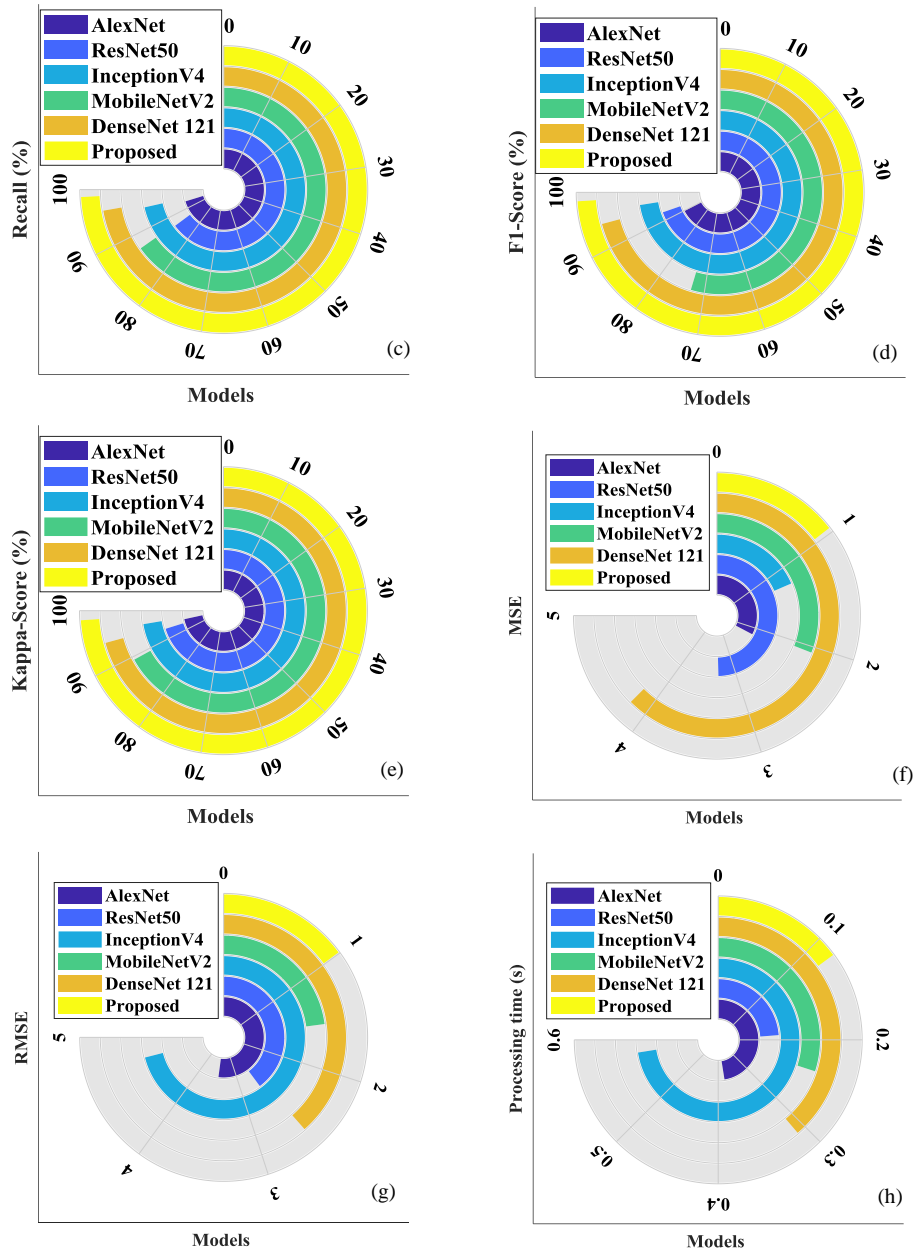 AlexNet
ResNet50
InceptionV4
MobileNetV2
DenseNet 121
Proposed
0
10
20
30
40
50
60
70
80
90
100
Recall (%)
Models
(c)
AlexNet
ResNet50
InceptionV4
MobileNetV2
DenseNet 121
Proposed
0
10
20
30
40
50
60
70
80
90
100
F1-Score (%)
Models
(d)
AlexNet
ResNet50
InceptionV4
MobileNetV2
DenseNet 121
Proposed
0
10
20
30
40
50
60
70
80
90
100
Kappa-Score (%)
Models
(e)
AlexNet
ResNet50
InceptionV4
MobileNetV2
DenseNet 121
Proposed
0
1
2
3
4
5
MSE
Models
(f)
AlexNet
ResNet50
InceptionV4
MobileNetV2
DenseNet 121
Proposed
0
1
2
3
4
5
RMSE
Models
(g)
AlexNet
ResNet50
InceptionV4
MobileNetV2
DenseNet 121
Proposed
0
0.1
0.2
0.3
0.4
0.5
0.6
Processing time (s)
Models
(h)